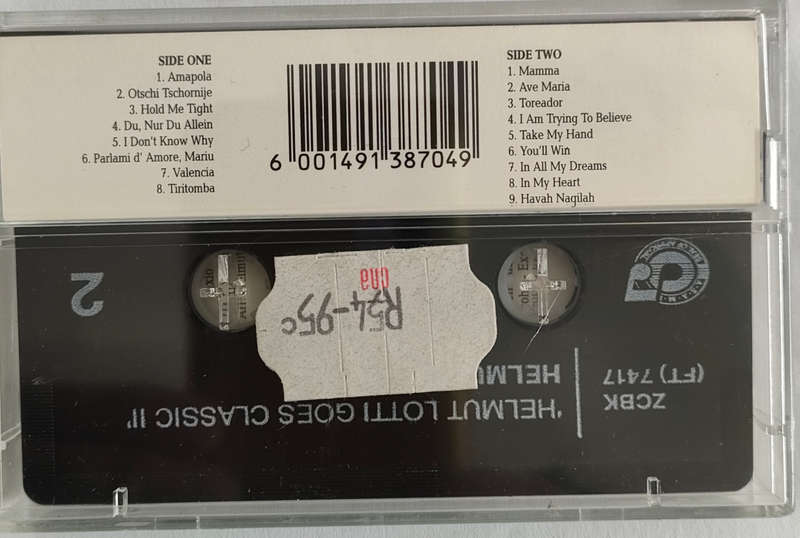 SIDE ONE
1. Amapola
2. Otschi Tschornije
3. Hold Me Tight
4. Du, Nur Du Allein
5. I Don't Know Why
6. Parlami d' Amore, Mariu
7. Valencia
8. Tiritomba
6 001491 387049
SIDE TWO
1. Mamma
2. Ave Maria
3. Toreador
4. I Am Trying To Believe
5. Take My Hand
6. You'll Win
7. In All My Dreams
8. In My Heart
9. Havah Nagilah
2
cna
R54-95c
ZCBK
(FT) 7417
'HELMUT LOTTI GOES CLASSIC II'
HELMU